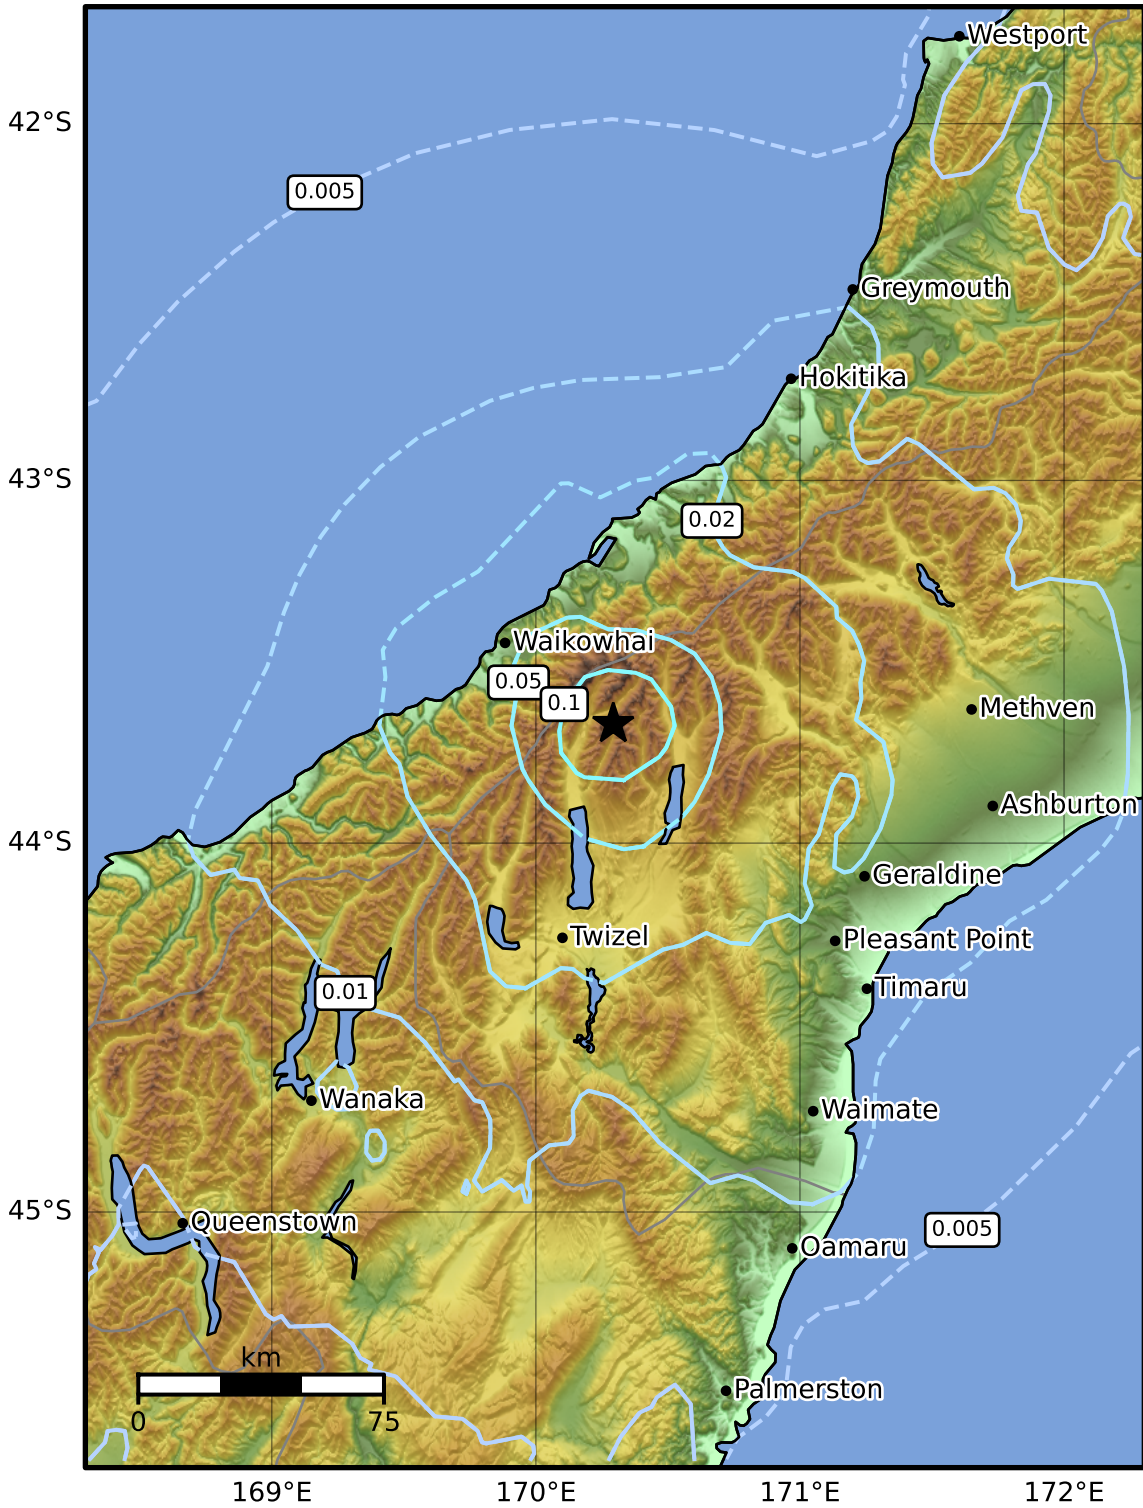 Westport
42°S
0.005
Greymouth
Hokitika
43°S
0.02
Waikowhai
0.05
0.1
Methven
Ashburton
44°S
Geraldine
Twizel
Pleasant Point
Timaru
0.01
Wanaka
Waimate
45°S
Queenstown
0.005
Oamaru
km
Palmerston
0
75
169°E
170°E
171°E
172°E